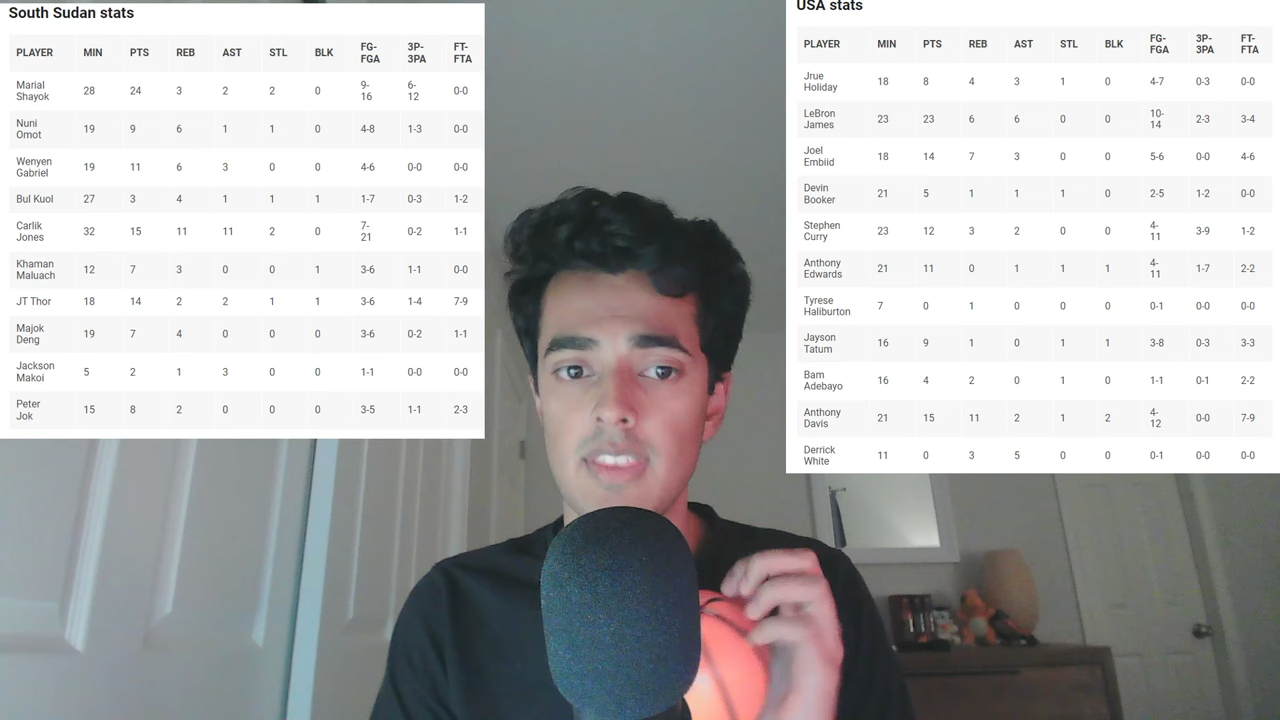 South Sudan stats
PLAYER MIN PTS REB AST STL BLK FG-FGA 3P-3PA FT-FTA
Marial Shayok 28 24 3 2 2 0 9-16 6-12 0-0
Nuni Omot 19 9 6 1 1 0 4-8 1-3 0-0
Wenyen Gabriel 19 11 6 3 0 0 4-6 0-0 0-0
Bul Kuol 27 3 4 1 1 1 1-7 0-3 1-2
Carlik Jones 32 15 11 11 2 0 7-21 0-2 1-1
Khaman Maluach 12 7 3 0 0 1 3-6 1-1 0-0
JT Thor 18 14 2 2 1 1 3-6 1-4 7-9
Majok Deng 19 7 4 0 0 0 3-6 0-2 1-1
Jackson Makoi 5 2 1 3 0 0 1-1 0-0 0-0
Peter Jok 15 8 2 0 0 0 3-5 1-1 2-3
USA stats
PLAYER MIN PTS REB AST STL BLK FG-FGA 3P-3PA FT-FTA
Jrue Holiday 18 8 4 3 1 0 4-7 0-3 0-0
LeBron James 23 23 6 6 0 0 10-14 2-3 3-4
Joel Embiid 18 14 7 3 0 0 5-6 0-0 4-6
Devin Booker 21 5 1 1 1 0 2-5 1-2 0-0
Stephen Curry 23 12 3 2 0 0 4-11 3-9 1-2
Anthony Edwards 21 11 0 1 1 1 4-11 1-7 2-2
Tyrese Haliburton 7 0 1 0 0 0 0-1 0-0 0-0
Jayson Tatum 16 9 1 0 1 1 3-8 0-3 3-3
Bam Adebayo 16 4 2 0 1 0 1-1 0-1 2-2
Anthony Davis 21 15 11 2 1 2 4-12 0-0 7-9
Derrick White 11 0 3 5 0 0 0-1 0-0 0-0